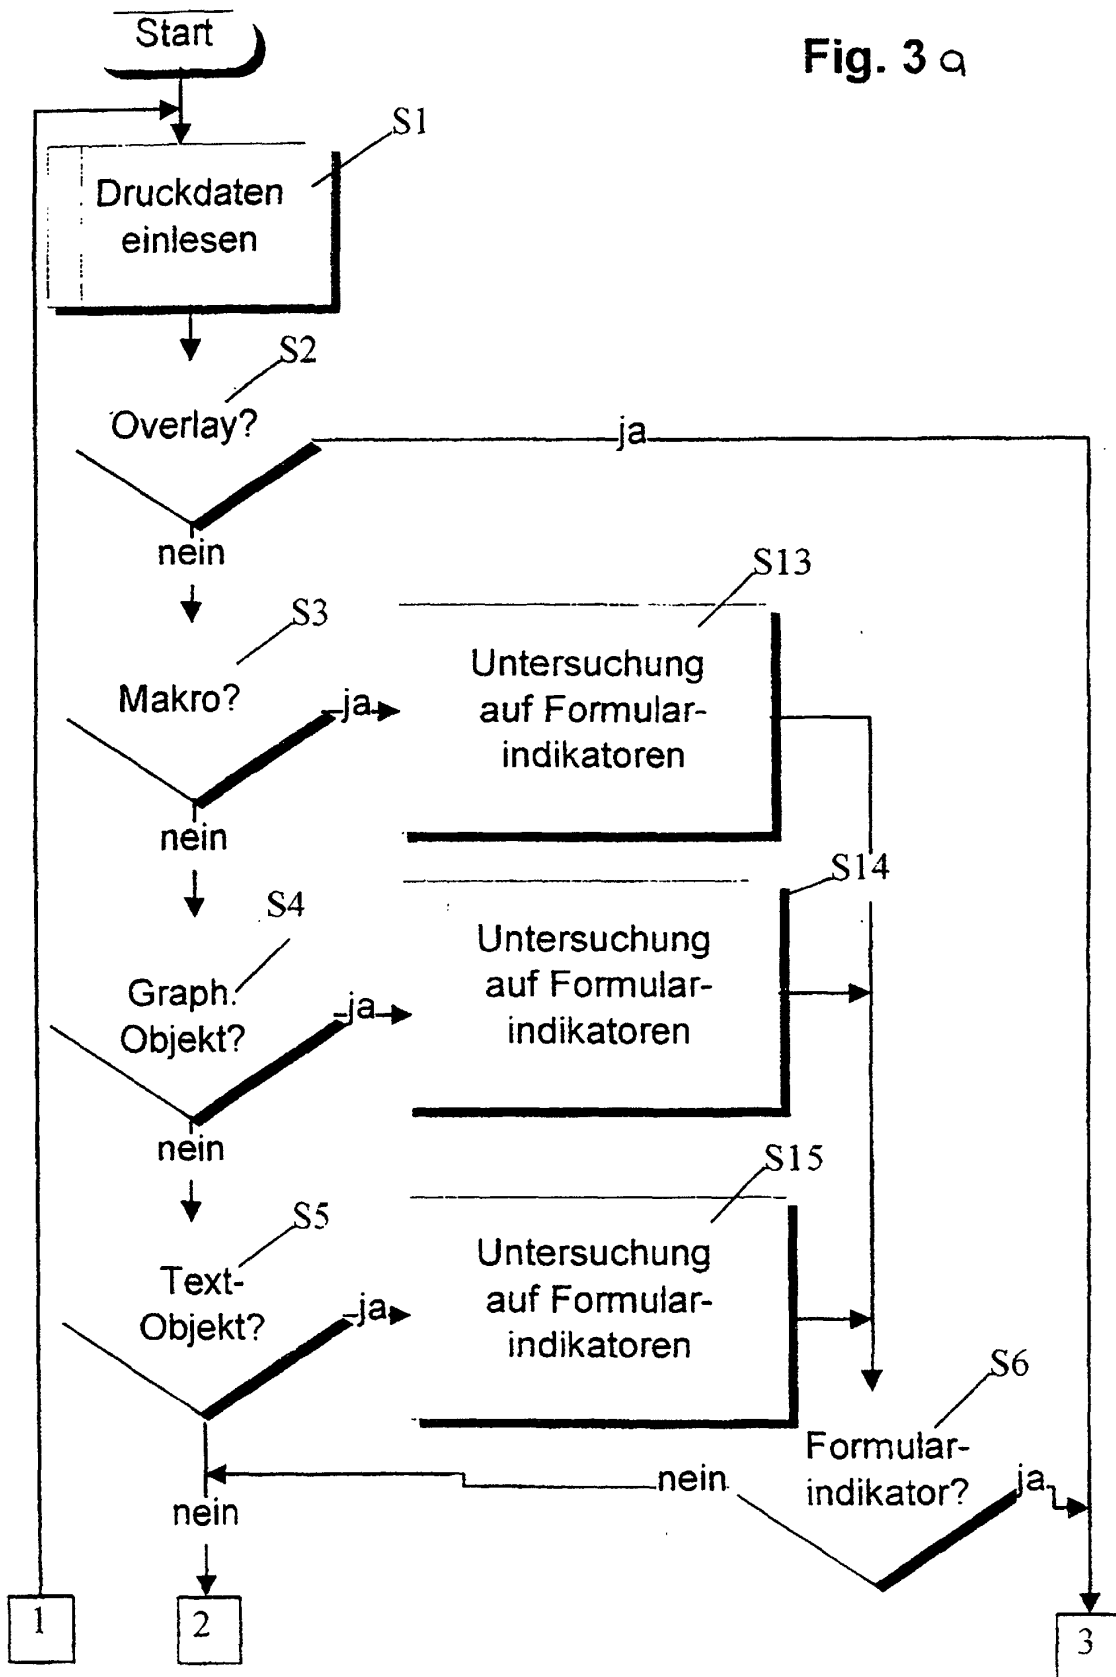 Start
Fig. 3 a
S1
Druckdaten
einlesen
S2
Overlay?
ja
nein
S13
S3
Untersuchung
auf Formular-
indikatoren
Makro?
ja
nein
S14
S4
Untersuchung
auf Formular-
indikatoren
Graph.
Objekt?
ja
nein
S15
S5
Untersuchung
auf Formular-
indikatoren
Text-
Objekt?
ja
S6
Formular-
indikator?
nein
ja
nein
1
2
3